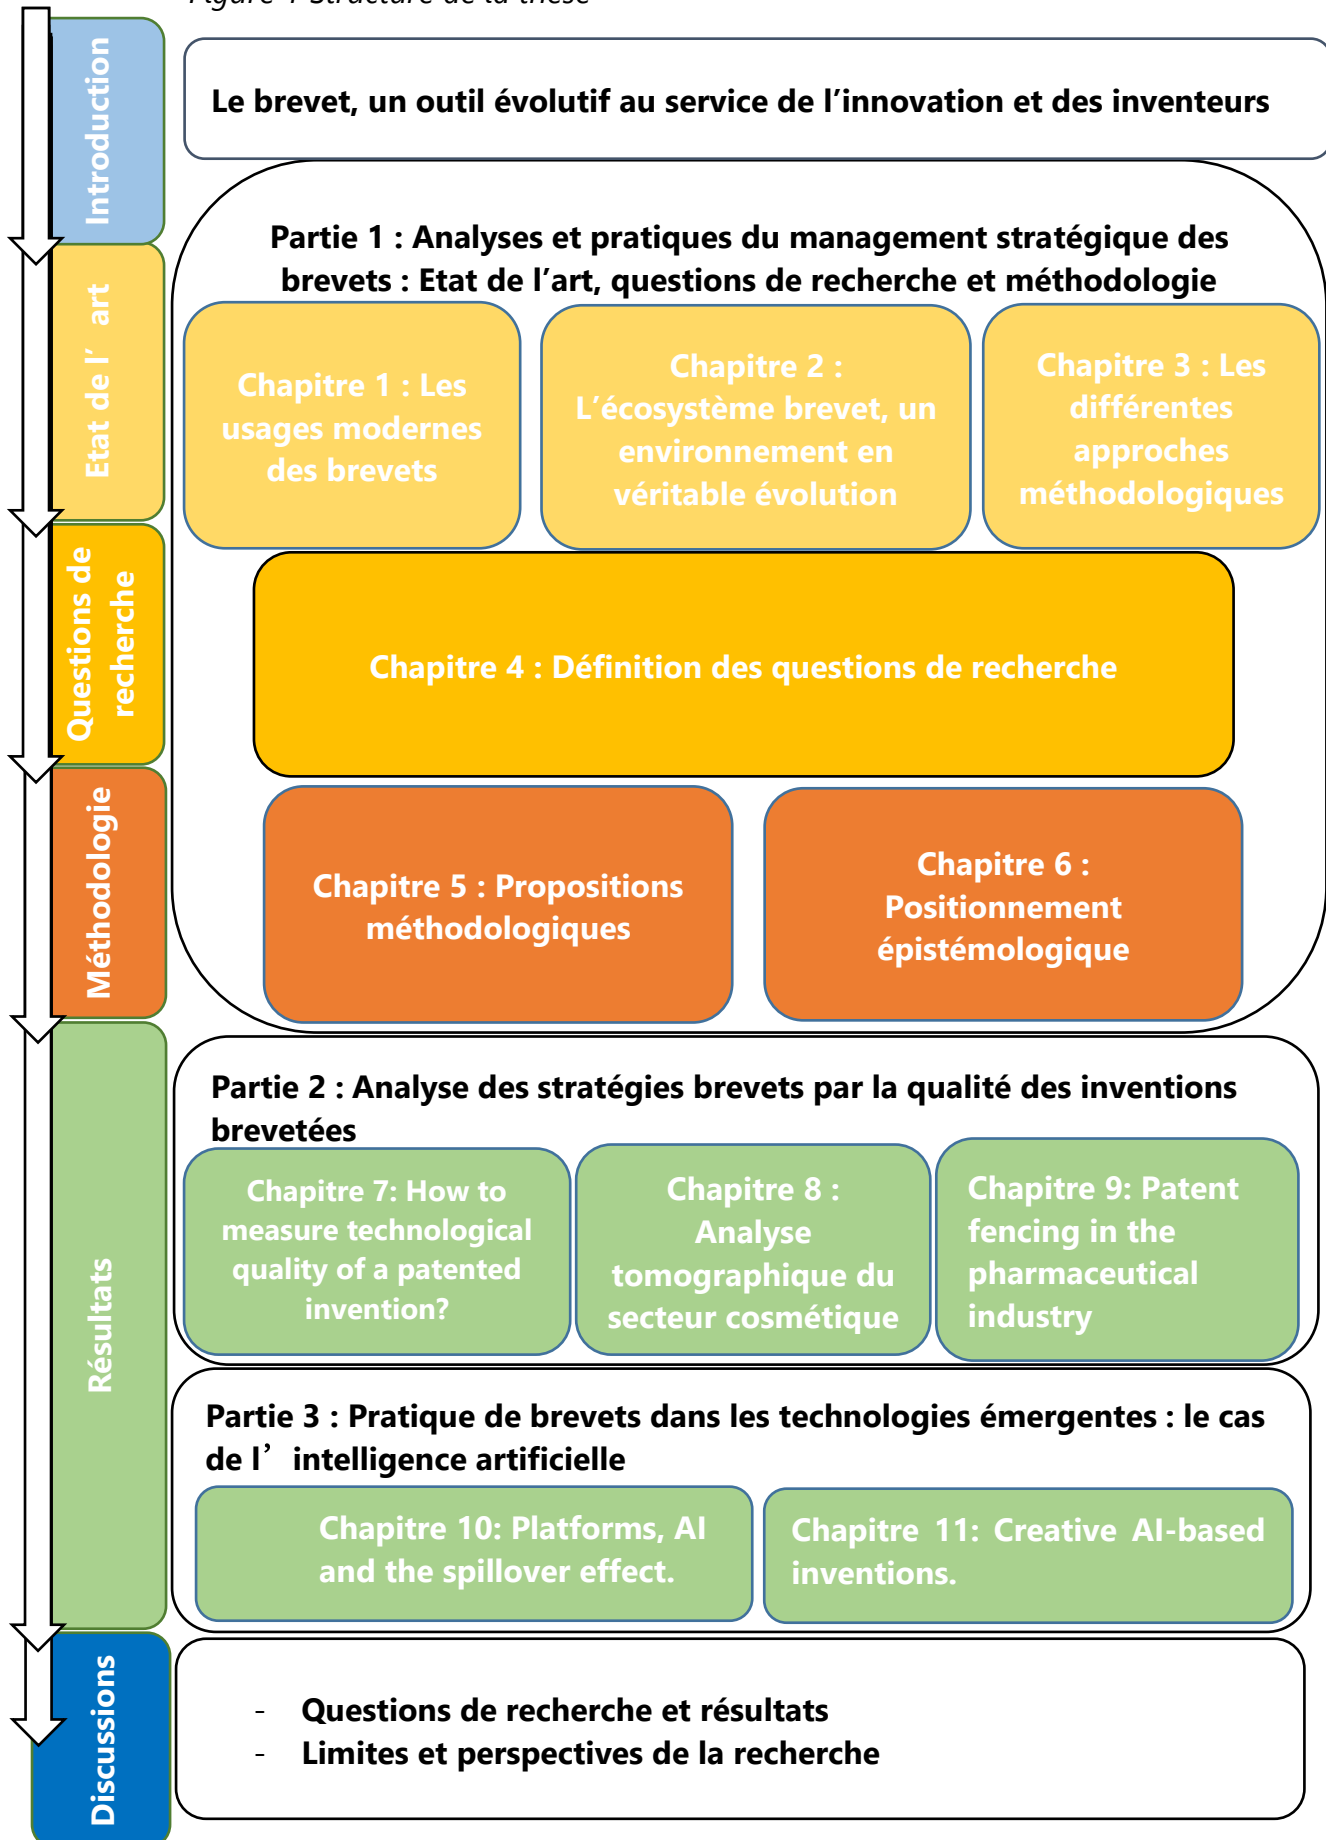 Introduction
Le brevet, un outil évolutif au service de l’innovation et des inventeurs
Partie 1 : Analyses et pratiques du management stratégique des
brevets : Etat de l’art, questions de recherche et méthodologie
Etat de l’ art
Chapitre 1 : Les
usages modernes
des brevets
Chapitre 2 :
L’écosystème brevet, un
environnement en
véritable évolution
Chapitre 3 : Les
différentes
approches
méthodologiques
Questions de
recherche
Chapitre 4 : Définition des questions de recherche
Méthodologie
Chapitre 5 : Propositions
méthodologiques
Chapitre 6 :
Positionnement
épistémologique
Résultats
Partie 2 : Analyse des stratégies brevets par la qualité des inventions
brevetées
Chapitre 7: How to
measure technological
quality of a patented
invention?
Chapitre 8 :
Analyse
tomographique du
secteur cosmétique
Chapitre 9: Patent
fencing in the
pharmaceutical
industry
Partie 3 : Pratique de brevets dans les technologies émergentes : le cas
de l’ intelligence artificielle
Chapitre 10: Platforms, AI
and the spillover effect.
Chapitre 11: Creative AI-based
inventions.
Discussions
- Questions de recherche et résultats
- Limites et perspectives de la recherche